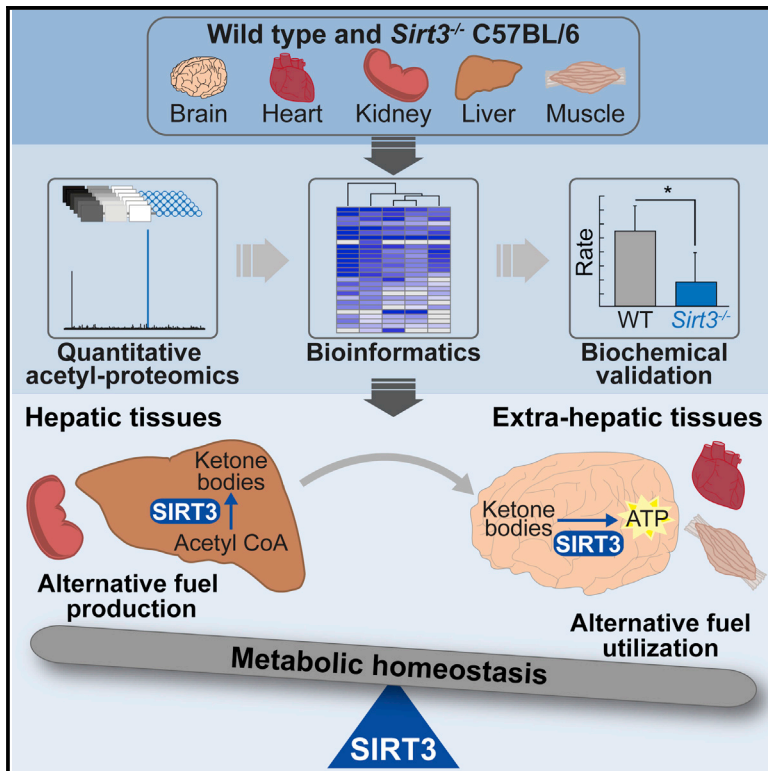 Wild type and Sirt3-/- C57BL/6
Brain Heart Kidney Liver Muscle
Quantitative
acetyl-proteomics
Bioinformatics
*
Rate
WT Sirt3-/-
Biochemical
validation
Hepatic tissues
Ketone
bodies
SIRT3
Acetyl CoA
Alternative fuel
production
Extra-hepatic tissues
Ketone
bodies
ATP
SIRT3
Alternative fuel
utilization
Metabolic homeostasis
SIRT3